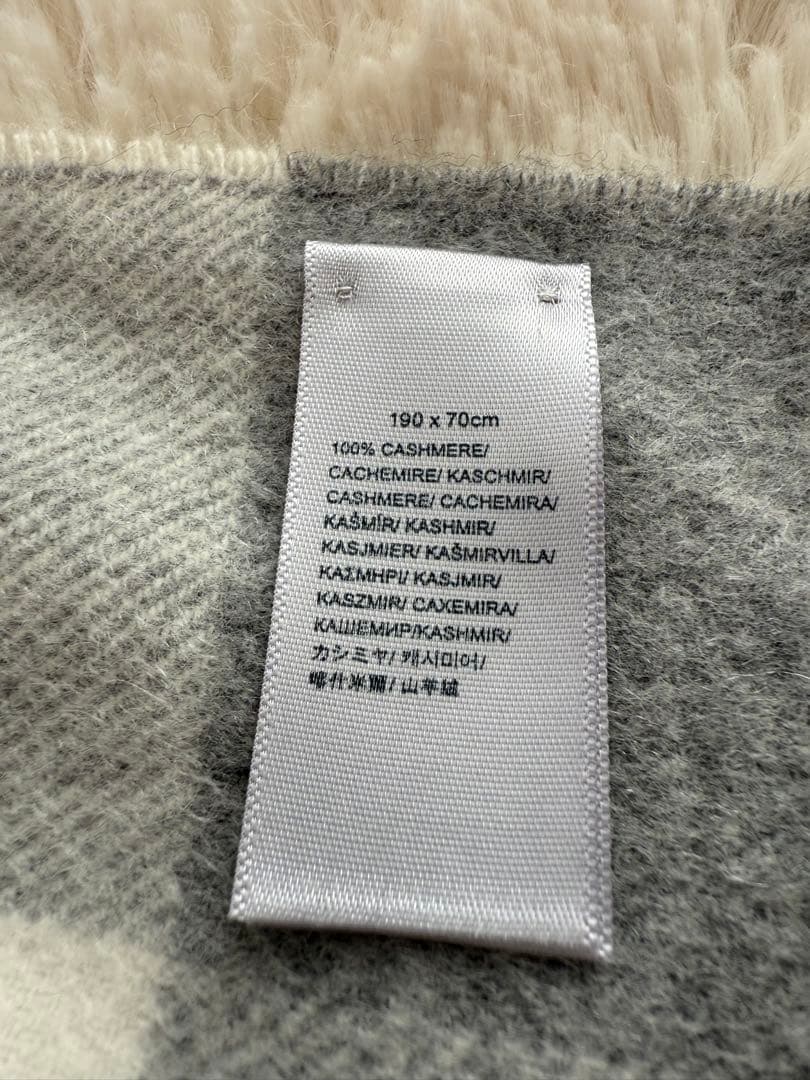 190 x 70cm
100% CASHMERE/
CACHEMIRE/ KASCHMIR/
CASHMERE/ CACHEMIRA/
KAŠMÍR/ KASHMIR/
KASJMIER/ KAŠMIRVILLA/
ΚΑΣΜΗΡΙ/ KASJMIR/
KASZMIR/ CAXEMIRA/
КАШЕМИР/KASHMIR/
カシミヤ/ 캐시미어/
喀什米爾/ 山羊绒